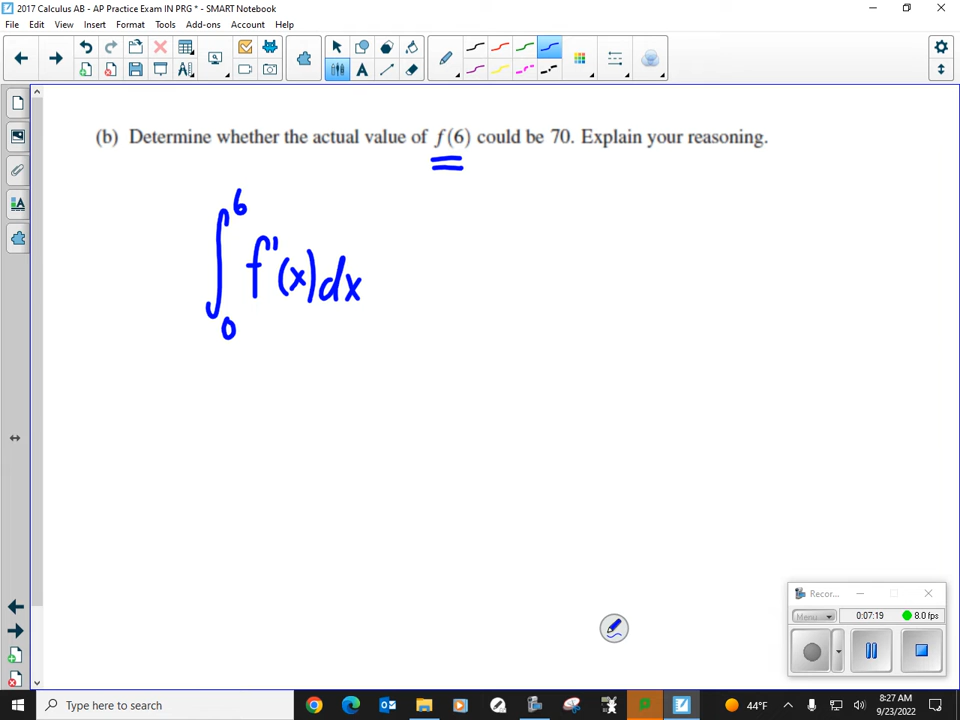 2017 Calculus AB - AP Practice Exam IN PRG * - SMART Notebook
File Edit View Insert Format Tools Add-ons Account Help
(b) Determine whether the actual value of f(6) could be 70. Explain your reasoning.
∫₀⁶ f'(x)dx
Recor...
Menu 0:07:19 8.0 fps
Type here to search
44°F
8:27 AM
9/23/2022